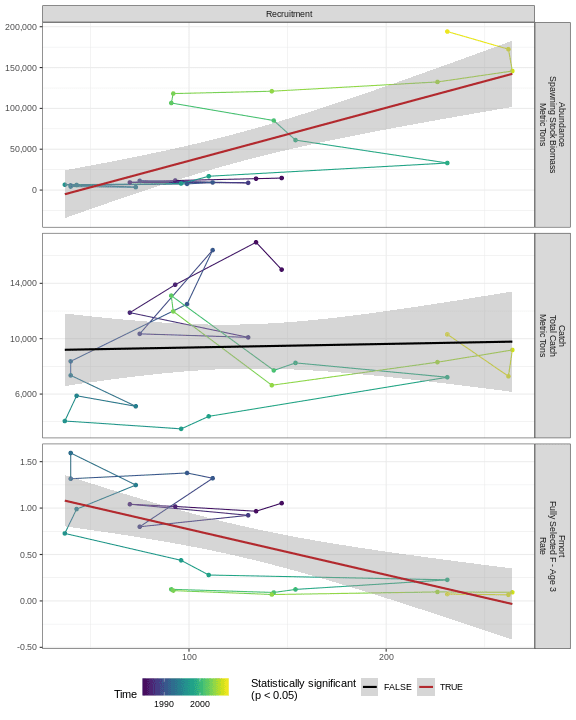 Recruitment
200,000
150,000
100,000
50,000
0
Abundance
Spawning Stock Biomass
Metric Tons
14,000
10,000
6,000
Catch
Total Catch
Metric Tons
1.50
1.00
0.50
0.00
-0.50
Fmort
Fully Selected F - Age 3
Rate
100
200
Time
1990
2000
Statistically significant
(p < 0.05)
FALSE
TRUE